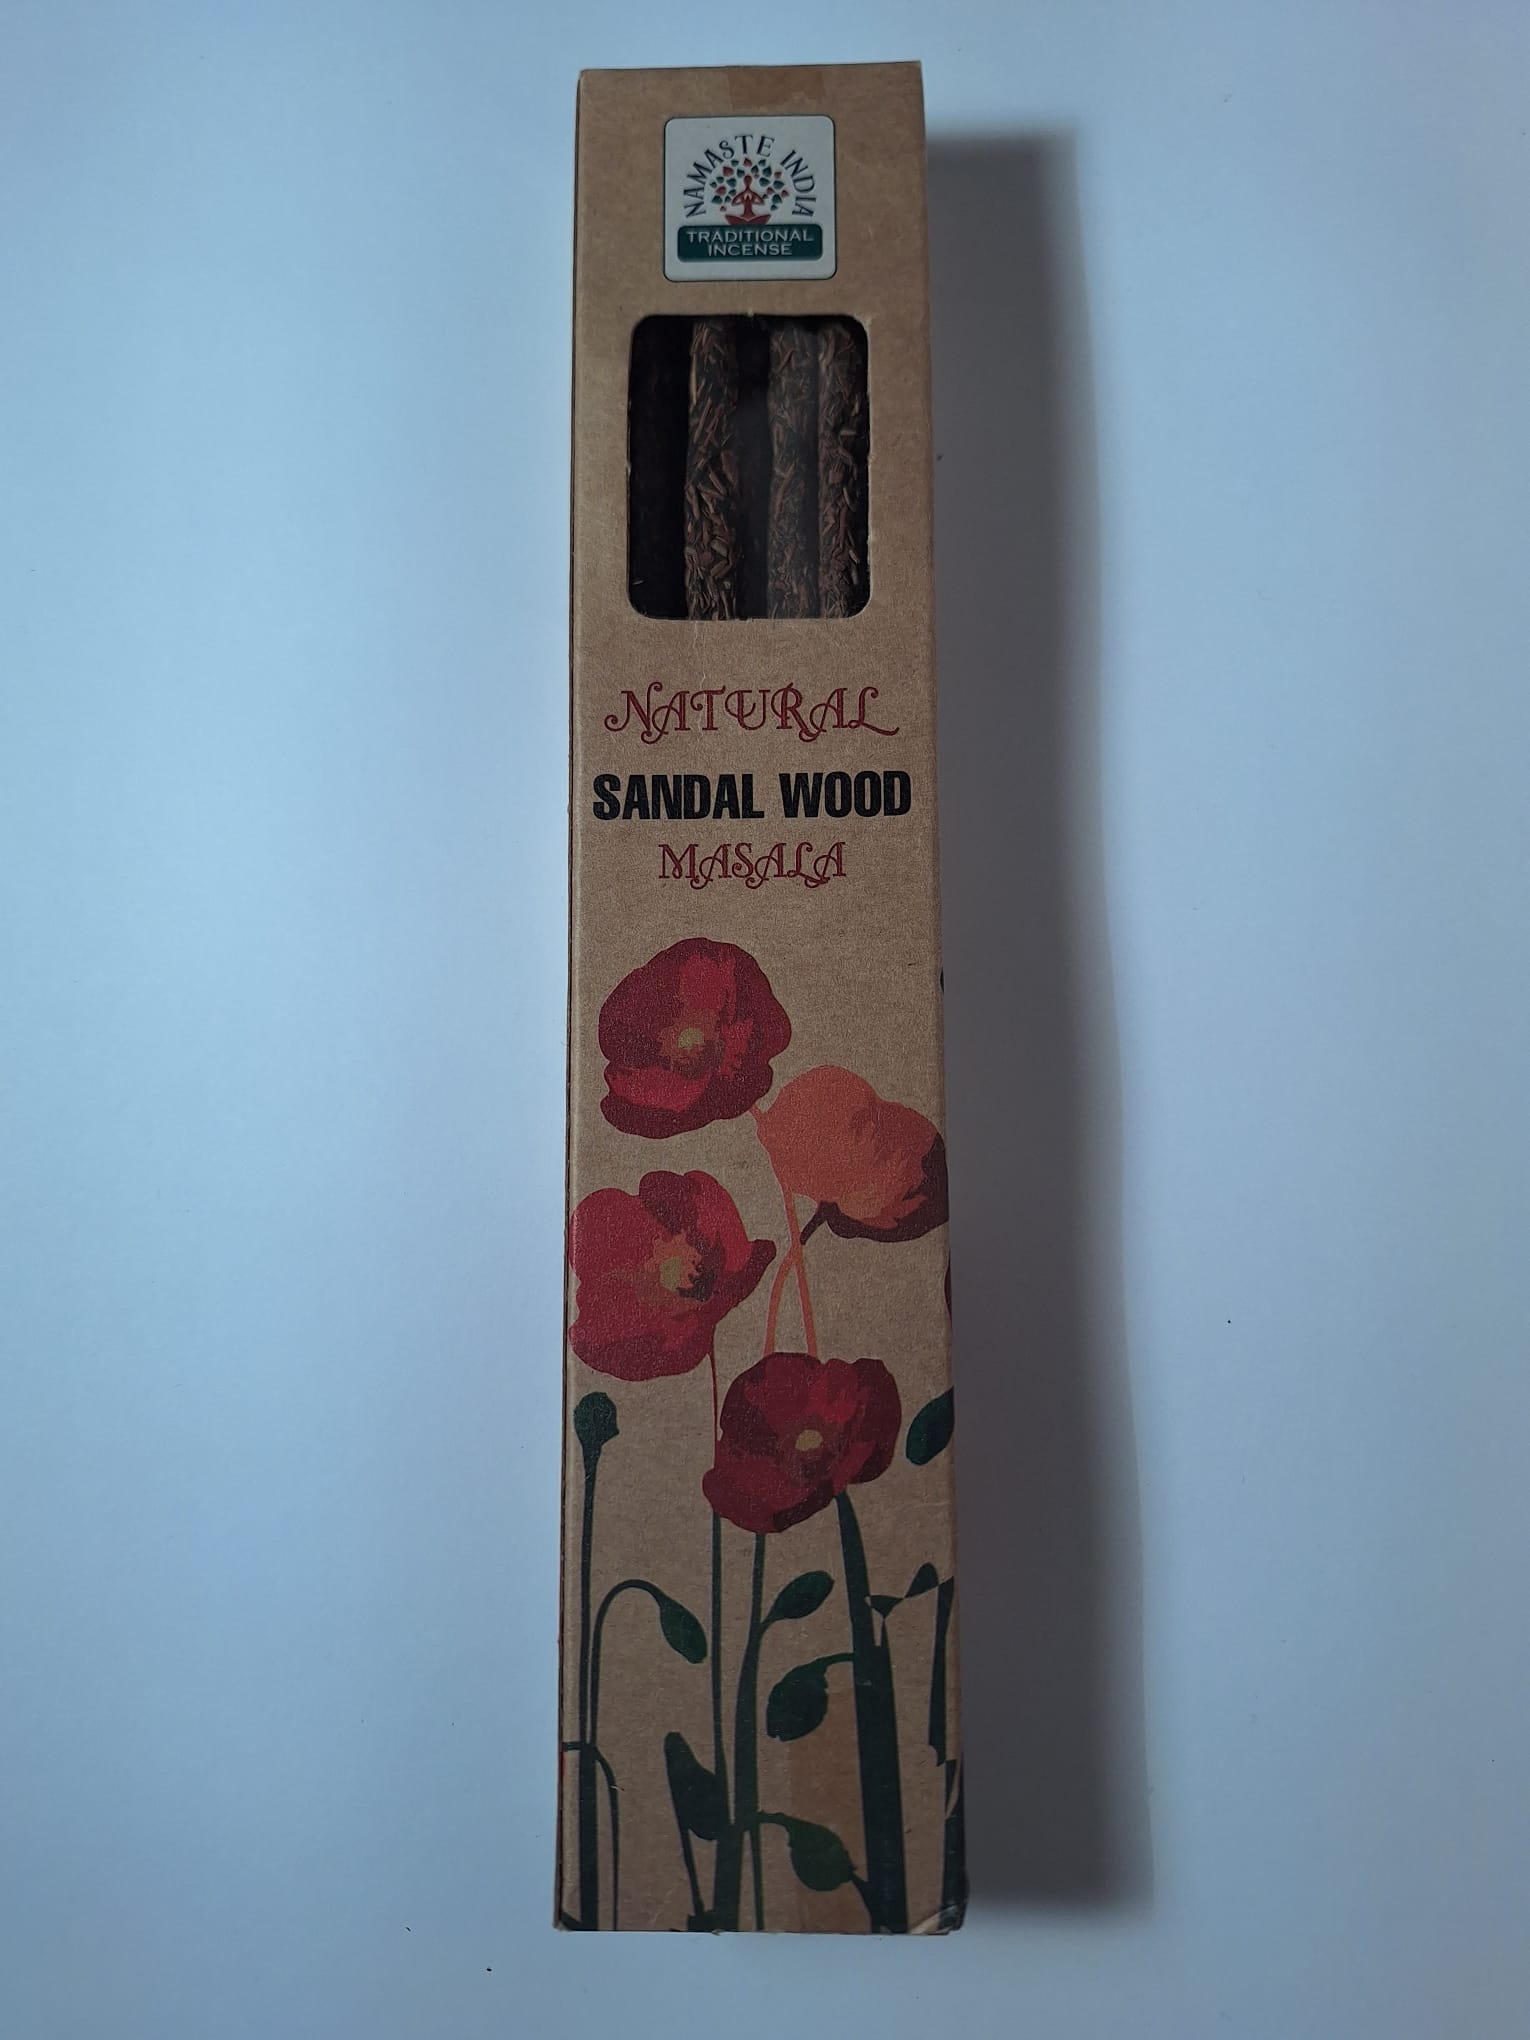 NAMASTE INDIA
TRADITIONAL
INCENSE
NATURAL
SANDAL WOOD
MASALA